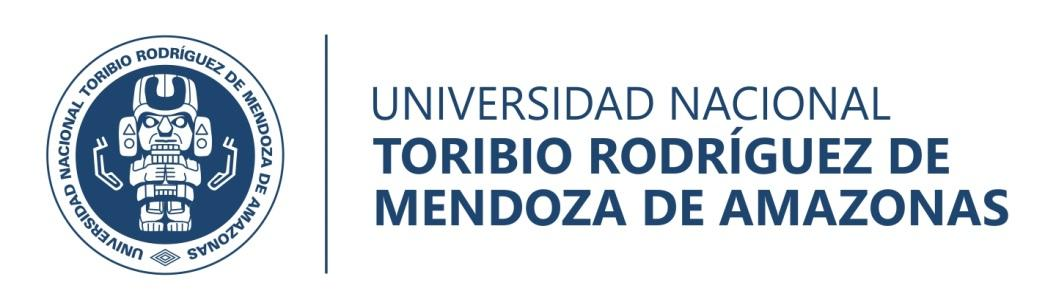 UNIVERSIDAD NACIONAL TORIBIO RODRÍGUEZ DE MENDOZA DE AMAZONAS
UNIVERSIDAD NACIONAL
TORIBIO RODRÍGUEZ DE
MENDOZA DE AMAZONAS